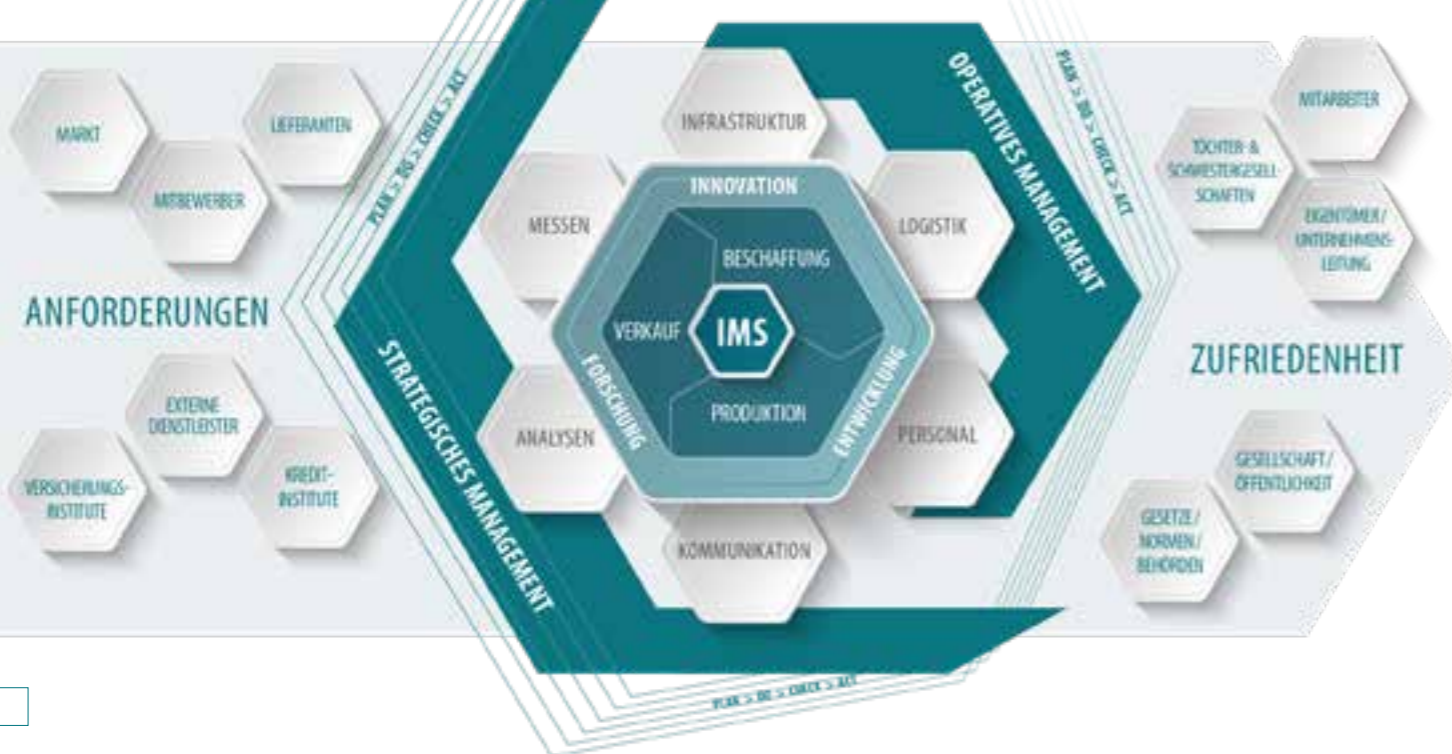 MARKT
LIEFERANTEN
MITBEWERBER
ANFORDERUNGEN
EXTERNE
DIENSTLEISTER
VERSICHERUNGS-
INSTITUTE
KREDIT-
INSTITUTE
PLAN > DO > CHECK > ACT
STRATEGISCHES MANAGEMENT
INFRASTRUKTUR
MESSEN
LOGISTIK
ANALYSEN
PERSONAL
KOMMUNIKATION
INNOVATION
FORSCHUNG
ENTWICKLUNG
BESCHAFFUNG
VERKAUF
IMS
PRODUKTION
OPERATIVES MANAGEMENT
PLAN > DO > CHECK > ACT
PLAN > DO > CHECK > ACT
MITARBEITER
TOCHTER- &
SCHWESTERGESELL-
SCHAFTEN
EIGENTÜMER /
UNTERNEHMENS-
LEITUNG
ZUFRIEDENHEIT
GESELLSCHAFT /
ÖFFENTLICHKEIT
GESETZE /
NORMEN /
BEHÖRDEN